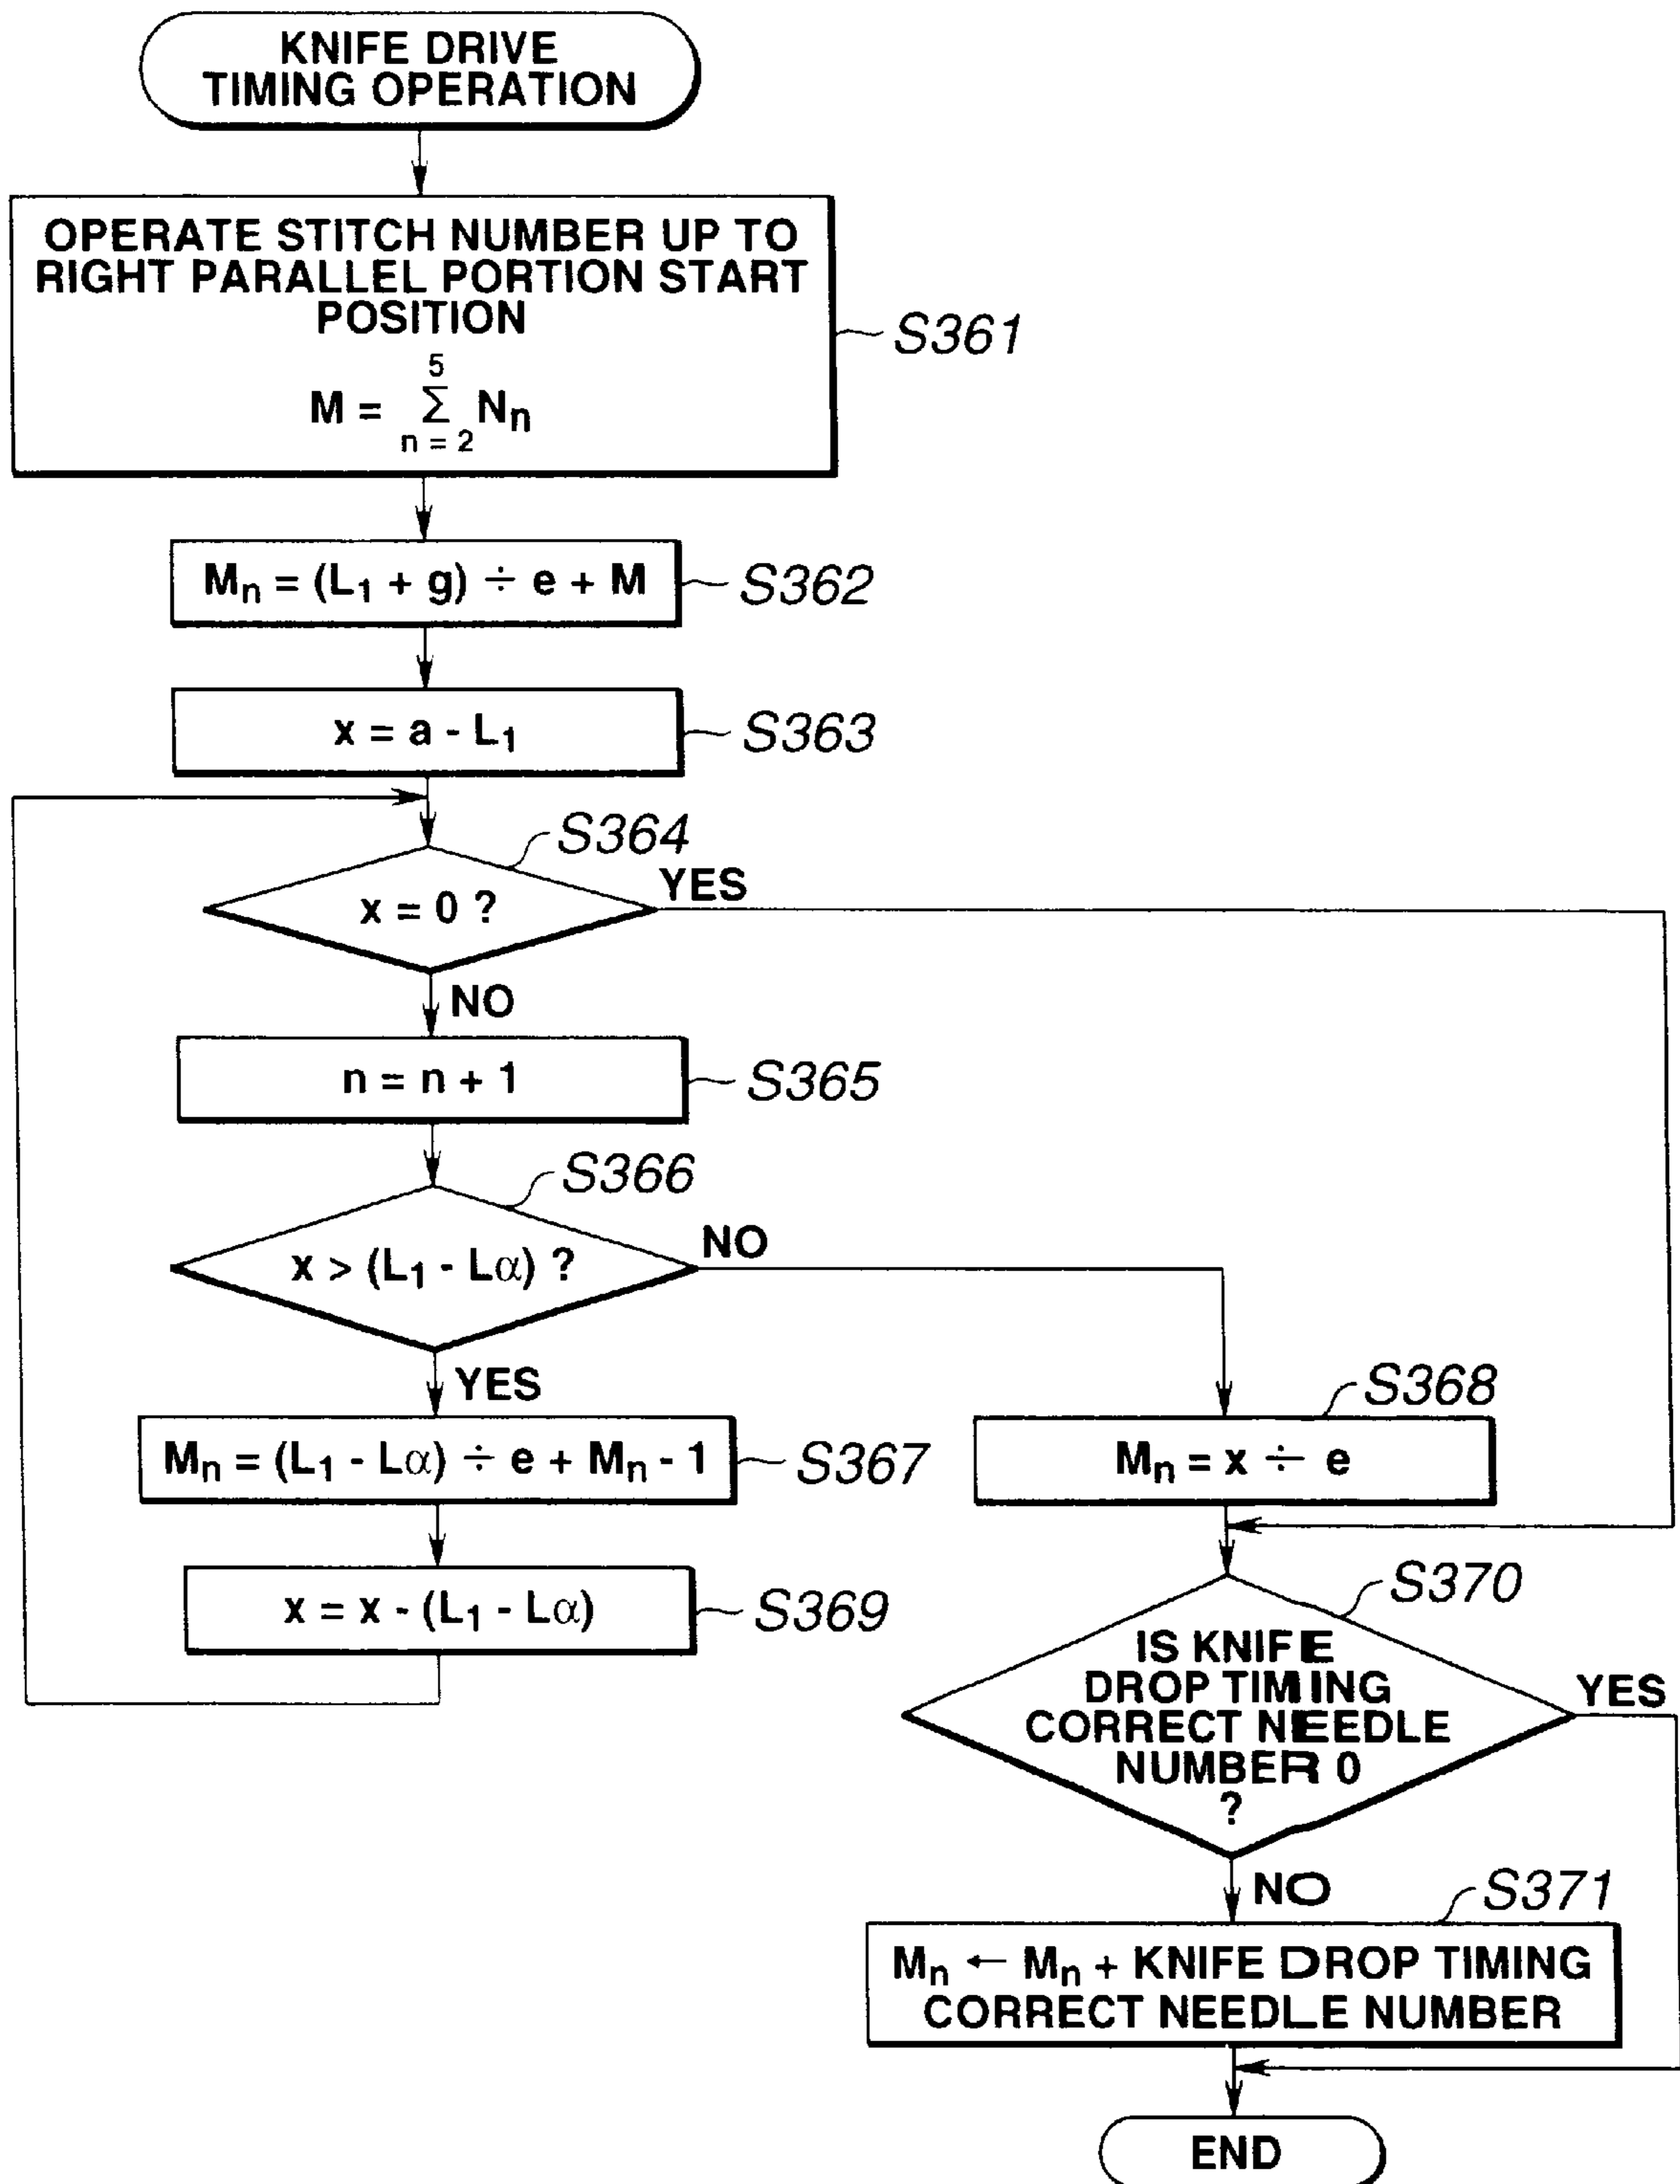 KNIFE DRIVE
TIMING OPERATION
OPERATE STITCH NUMBER UP TO
RIGHT PARALLEL PORTION START
POSITION
M = 5 Σ n = 2 Nn
S361
Mn = (L1 + g) ÷ e + M
S362
x = a - L1
S363
S364
x = 0 ?
YES
NO
n = n + 1
S365
S366
x > (L1 - Lα) ?
NO
YES
Mn = (L1 - Lα) ÷ e + Mn - 1
S367
S368
Mn = x ÷ e
x = x - (L1 - Lα)
S369
S370
IS KNIFE
DROP TIMING
CORRECT NEEDLE
NUMBER 0
?
YES
NO
S371
Mn ← Mn + KNIFE DROP TIMING
CORRECT NEEDLE NUMBER
END